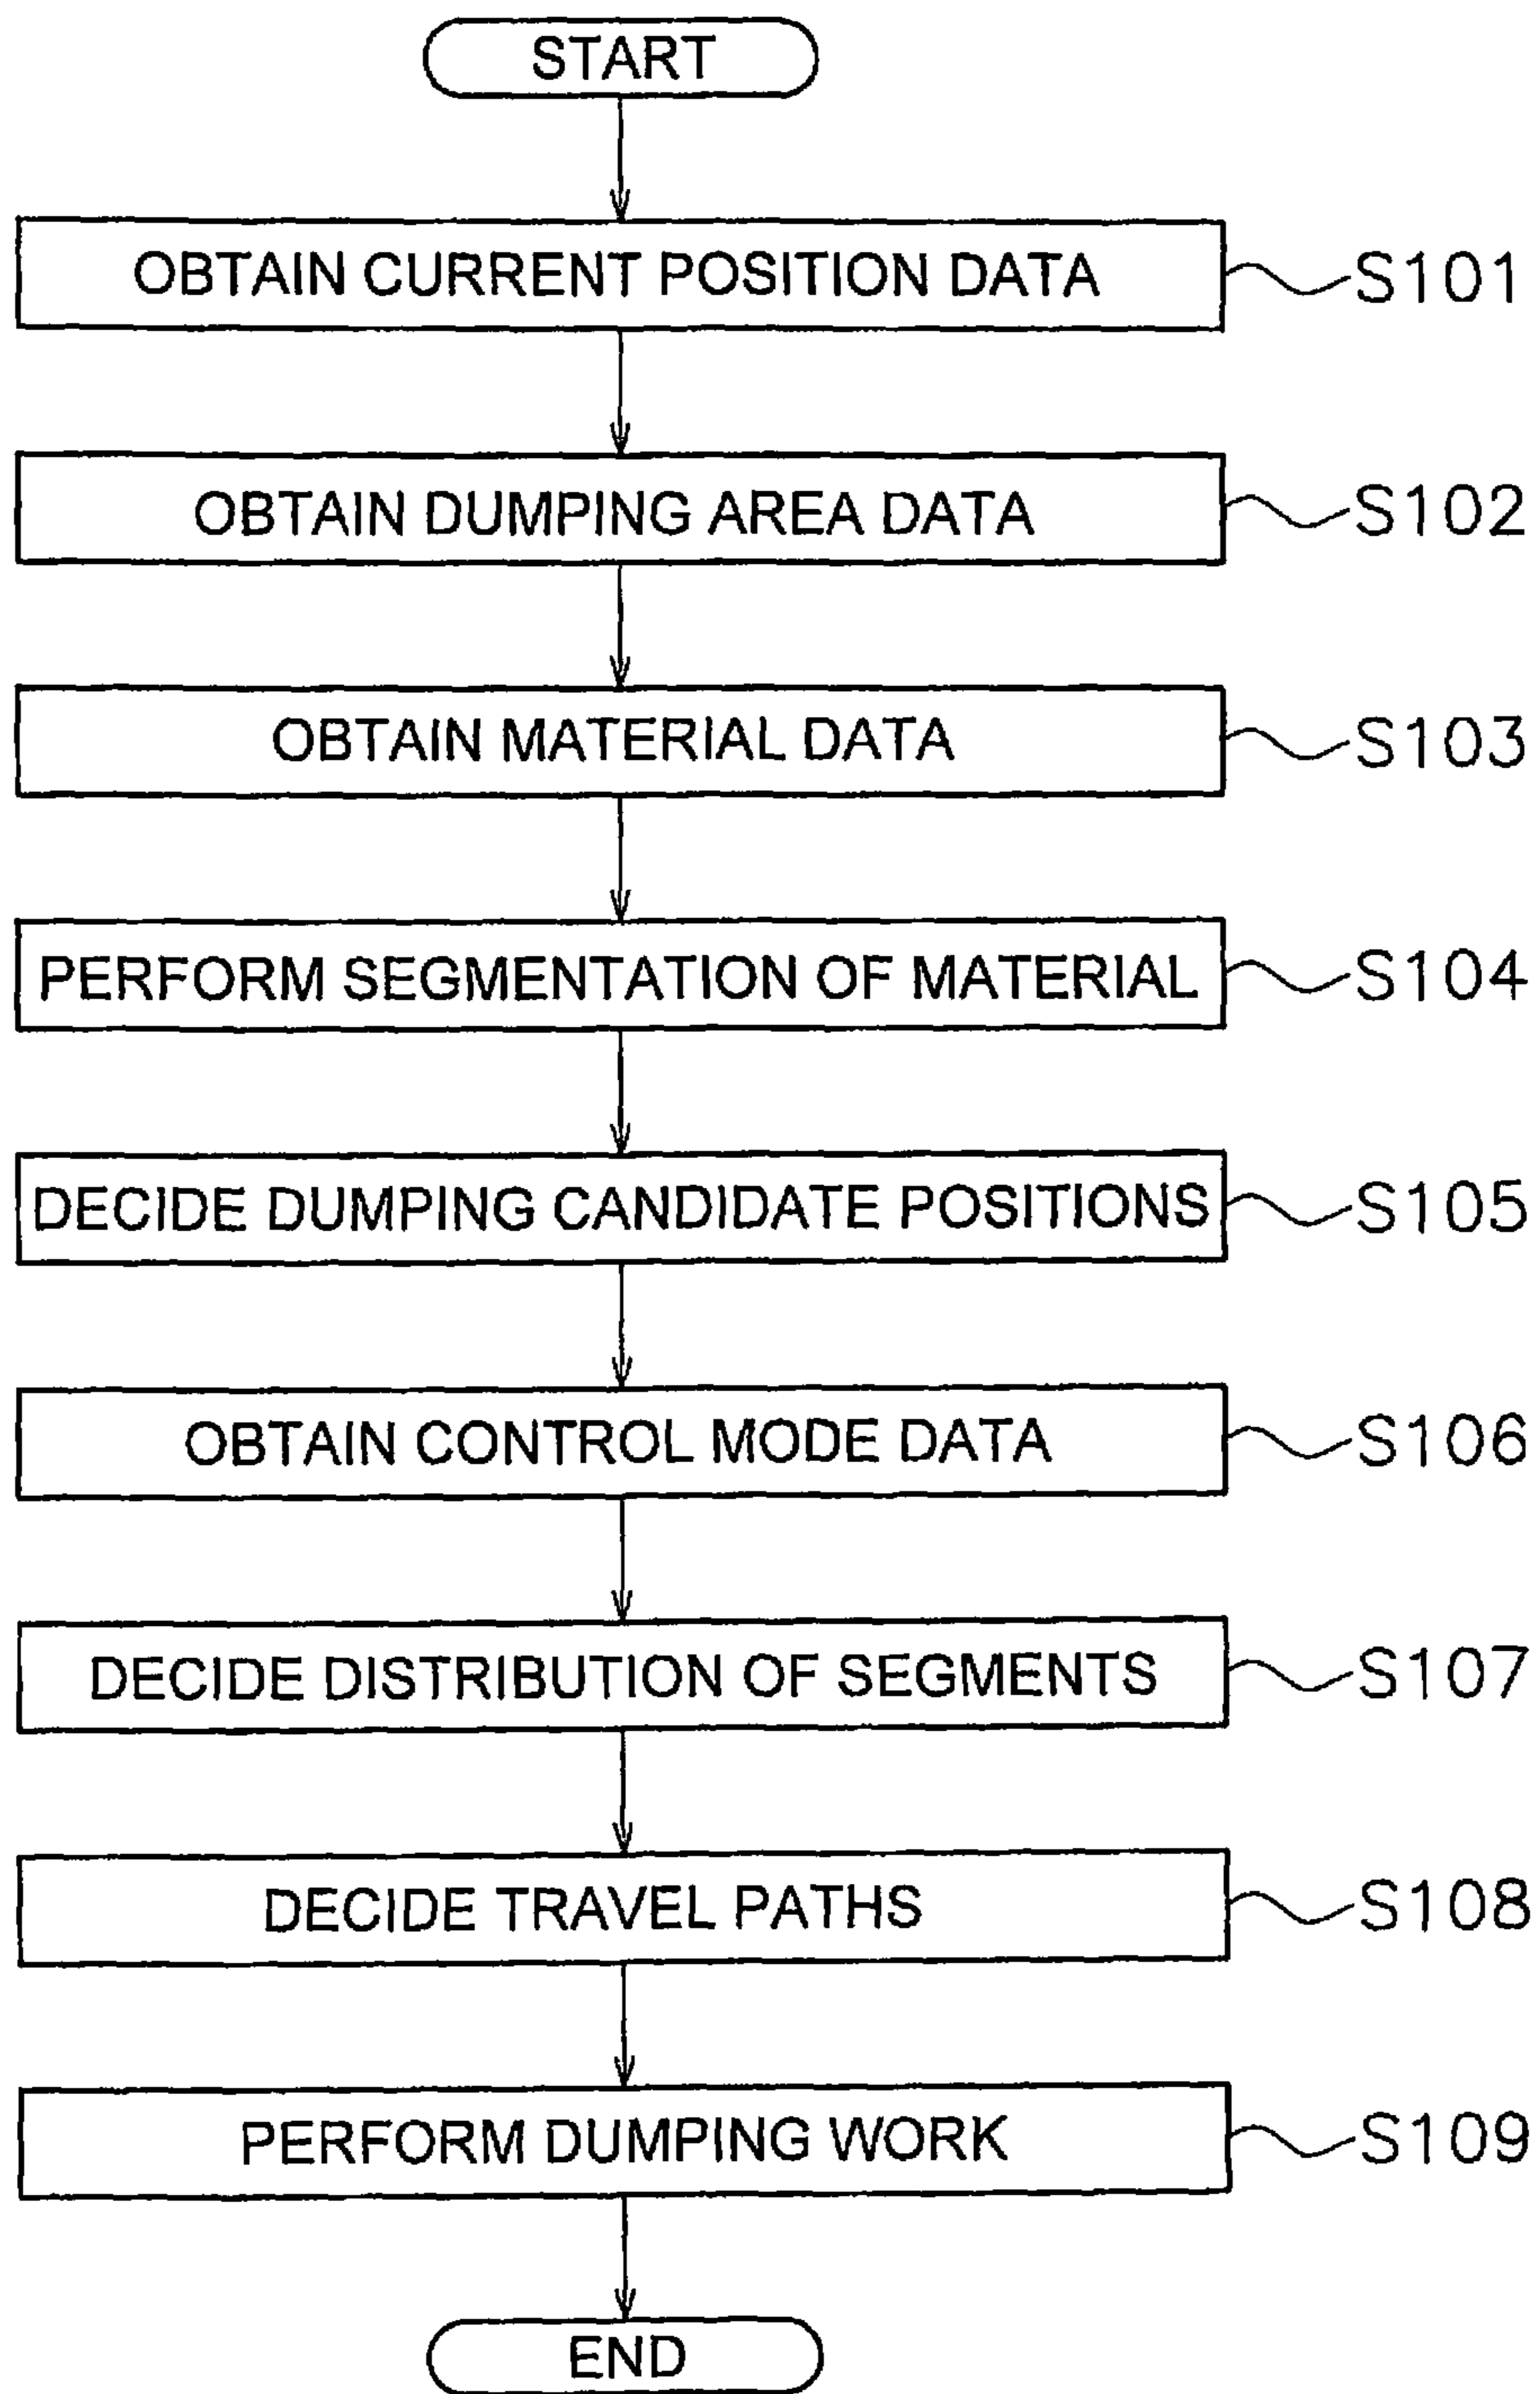 START
OBTAIN CURRENT POSITION DATA S101
OBTAIN DUMPING AREA DATA S102
OBTAIN MATERIAL DATA S103
PERFORM SEGMENTATION OF MATERIAL S104
DECIDE DUMPING CANDIDATE POSITIONS S105
OBTAIN CONTROL MODE DATA S106
DECIDE DISTRIBUTION OF SEGMENTS S107
DECIDE TRAVEL PATHS S108
PERFORM DUMPING WORK S109
END